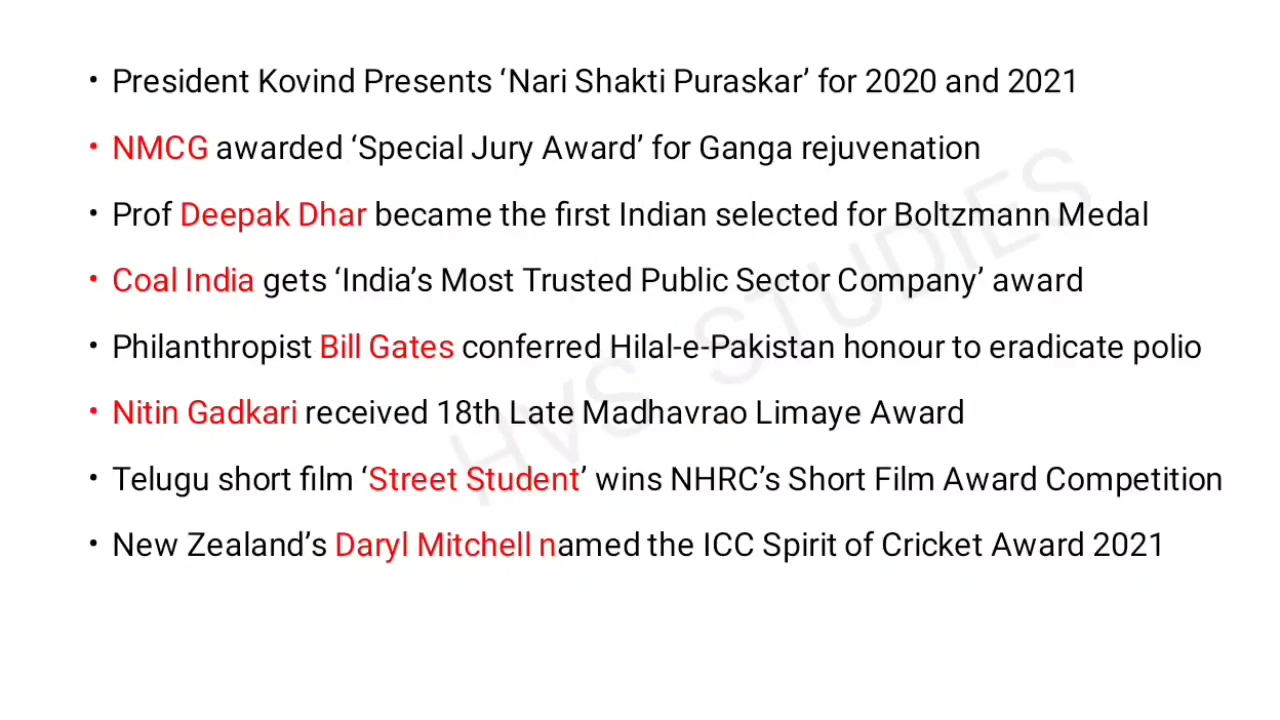 • President Kovind Presents ‘Nari Shakti Puraskar’ for 2020 and 2021
• NMCG awarded ‘Special Jury Award’ for Ganga rejuvenation
• Prof Deepak Dhar became the first Indian selected for Boltzmann Medal
• Coal India gets ‘India’s Most Trusted Public Sector Company’ award
• Philanthropist Bill Gates conferred Hilal-e-Pakistan honour to eradicate polio
• Nitin Gadkari received 18th Late Madhavrao Limaye Award
• Telugu short film ‘Street Student’ wins NHRC’s Short Film Award Competition
• New Zealand’s Daryl Mitchell named the ICC Spirit of Cricket Award 2021
HVS STUDIES